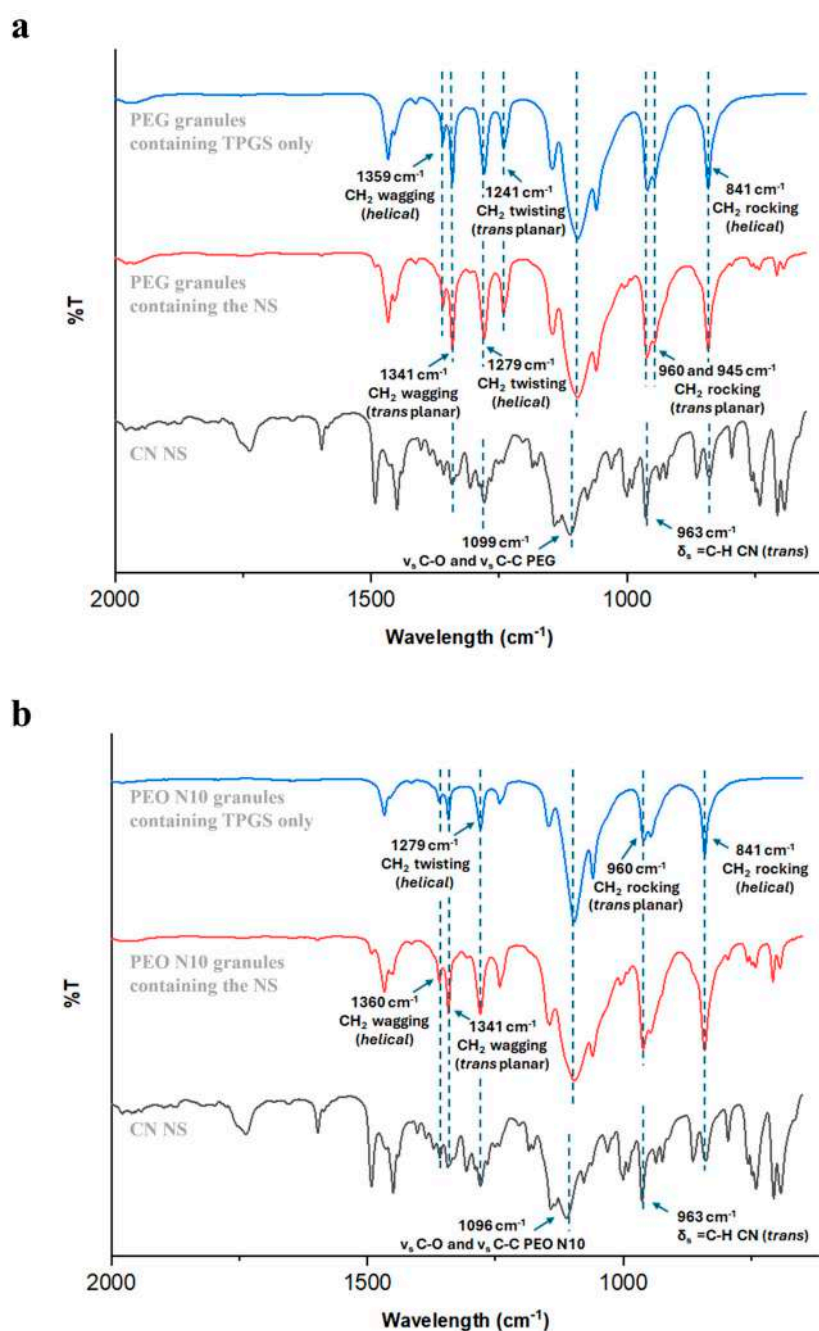 a
PEG granules
containing TPGS only
1359 cm⁻¹
CH₂ wagging
(helical)
1241 cm⁻¹
CH₂ twisting
(trans planar)
841 cm⁻¹
CH₂ rocking
(helical)
PEG granules
containing the NS
%T
1341 cm⁻¹
CH₂ wagging
(trans planar)
1279 cm⁻¹
CH₂ twisting
(helical)
960 and 945 cm⁻¹
CH₂ rocking
(trans planar)
CN NS
1099 cm⁻¹
vₛ C-O and vₛ C-C PEG
963 cm⁻¹
δₛ =C-H CN (trans)
2000 1500 1000
Wavelength (cm⁻¹)
b
PEO N10 granules
containing TPGS only
1279 cm⁻¹
CH₂ twisting
(helical)
960 cm⁻¹
CH₂ rocking
(trans planar)
841 cm⁻¹
CH₂ rocking
(helical)
PEO N10 granules
containing the NS
%T
1360 cm⁻¹
CH₂ wagging
(helical)
1341 cm⁻¹
CH₂ wagging
(trans planar)
CN NS
1096 cm⁻¹
vₛ C-O and vₛ C-C PEO N10
963 cm⁻¹
δₛ =C-H CN (trans)
2000 1500 1000
Wavelength (cm⁻¹)